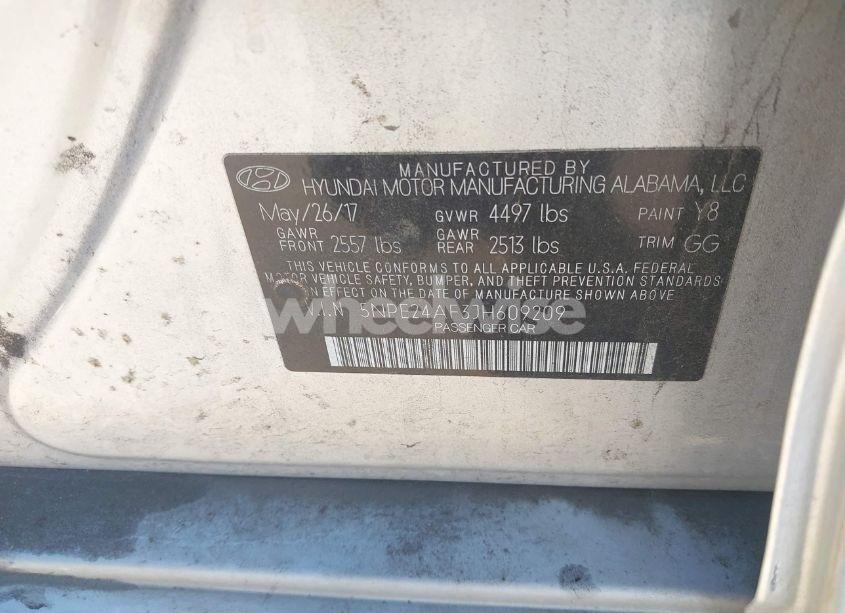 MANUFACTURED BY
HYUNDAI MOTOR MANUFACTURING ALABAMA, LLC
May/26/17 GVWR 4497 lbs PAINT Y8
GAWR FRONT 2557 lbs GAWR REAR 2513 lbs TRIM GG
THIS VEHICLE CONFORMS TO ALL APPLICABLE U.S.A. FEDERAL
MOTOR VEHICLE SAFETY, BUMPER, AND THEFT PREVENTION STANDARDS
IN EFFECT ON THE DATE OF MANUFACTURE SHOWN ABOVE
wheelwise
PASSENGER CAR